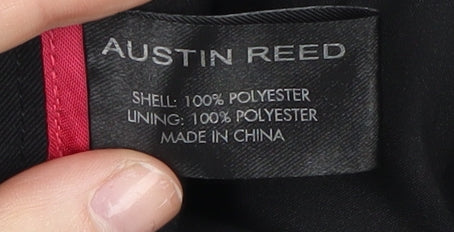 AUSTIN REED
SHELL: 100% POLYESTER
LINING: 100% POLYESTER
MADE IN CHINA